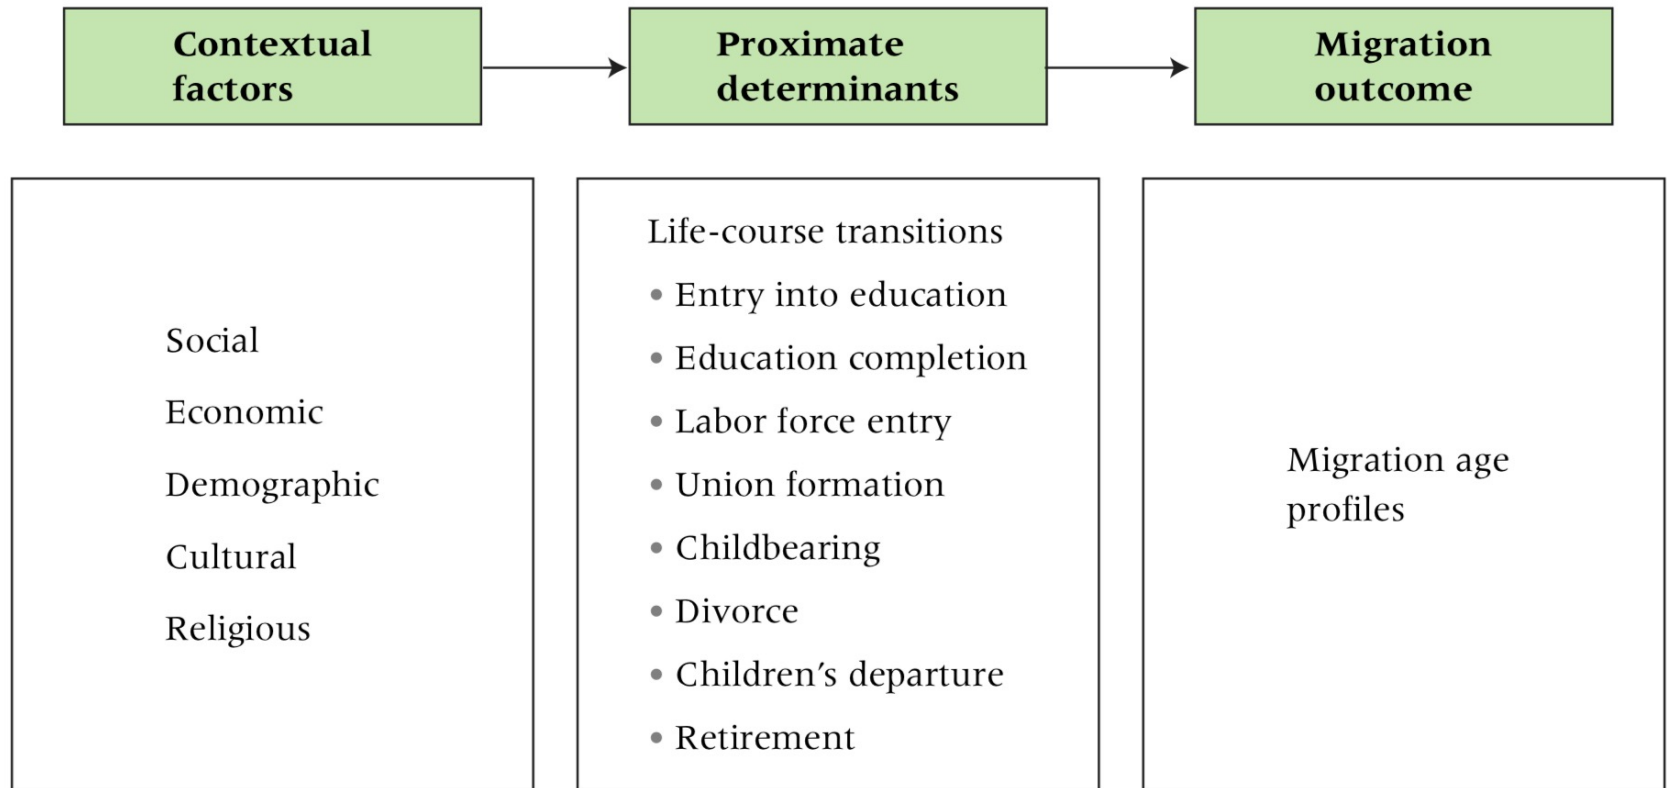 Contextual
factors
Proximate
determinants
Migration
outcome
Social
Economic
Demographic
Cultural
Religious
Life-course transitions
• Entry into education
• Education completion
• Labor force entry
• Union formation
• Childbearing
• Divorce
• Children’s departure
• Retirement
Migration age
profiles